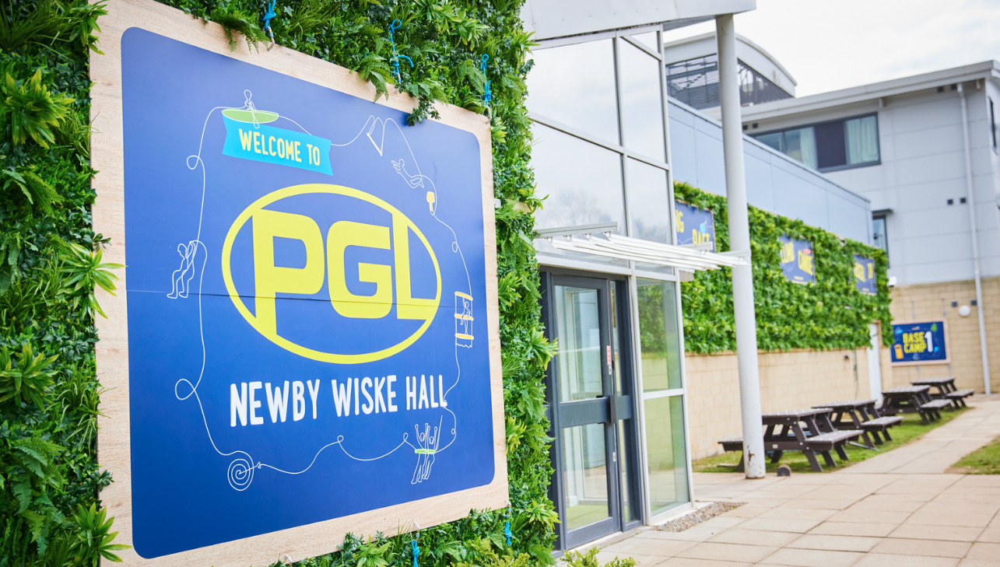 WELCOME TO
PGL
NEWBY WISKE HALL
BASE
CAMP 1